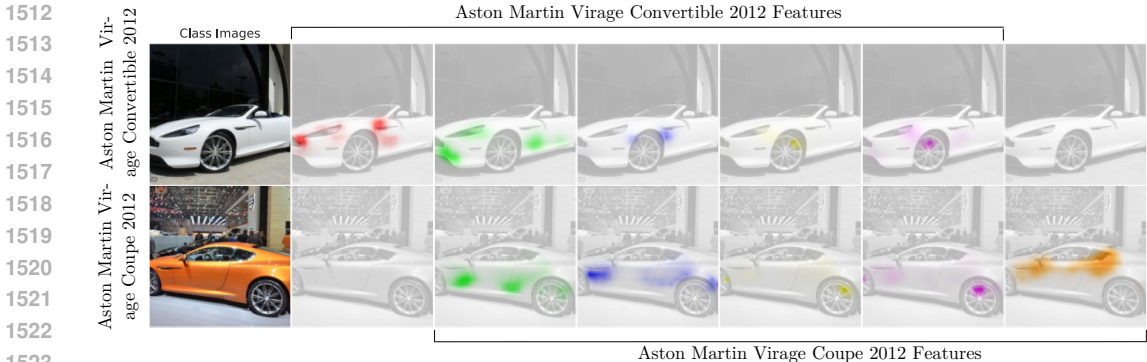 1512
1513
1514
1515
1516
1517
1518
1519
1520
1521
1522
1523
Aston Martin Virage Convertible 2012 Features
Class Images
Aston Martin Vir-
age Convertible 2012
Aston Martin Vir-
age Coupe 2012
Aston Martin Virage Coupe 2012 Features